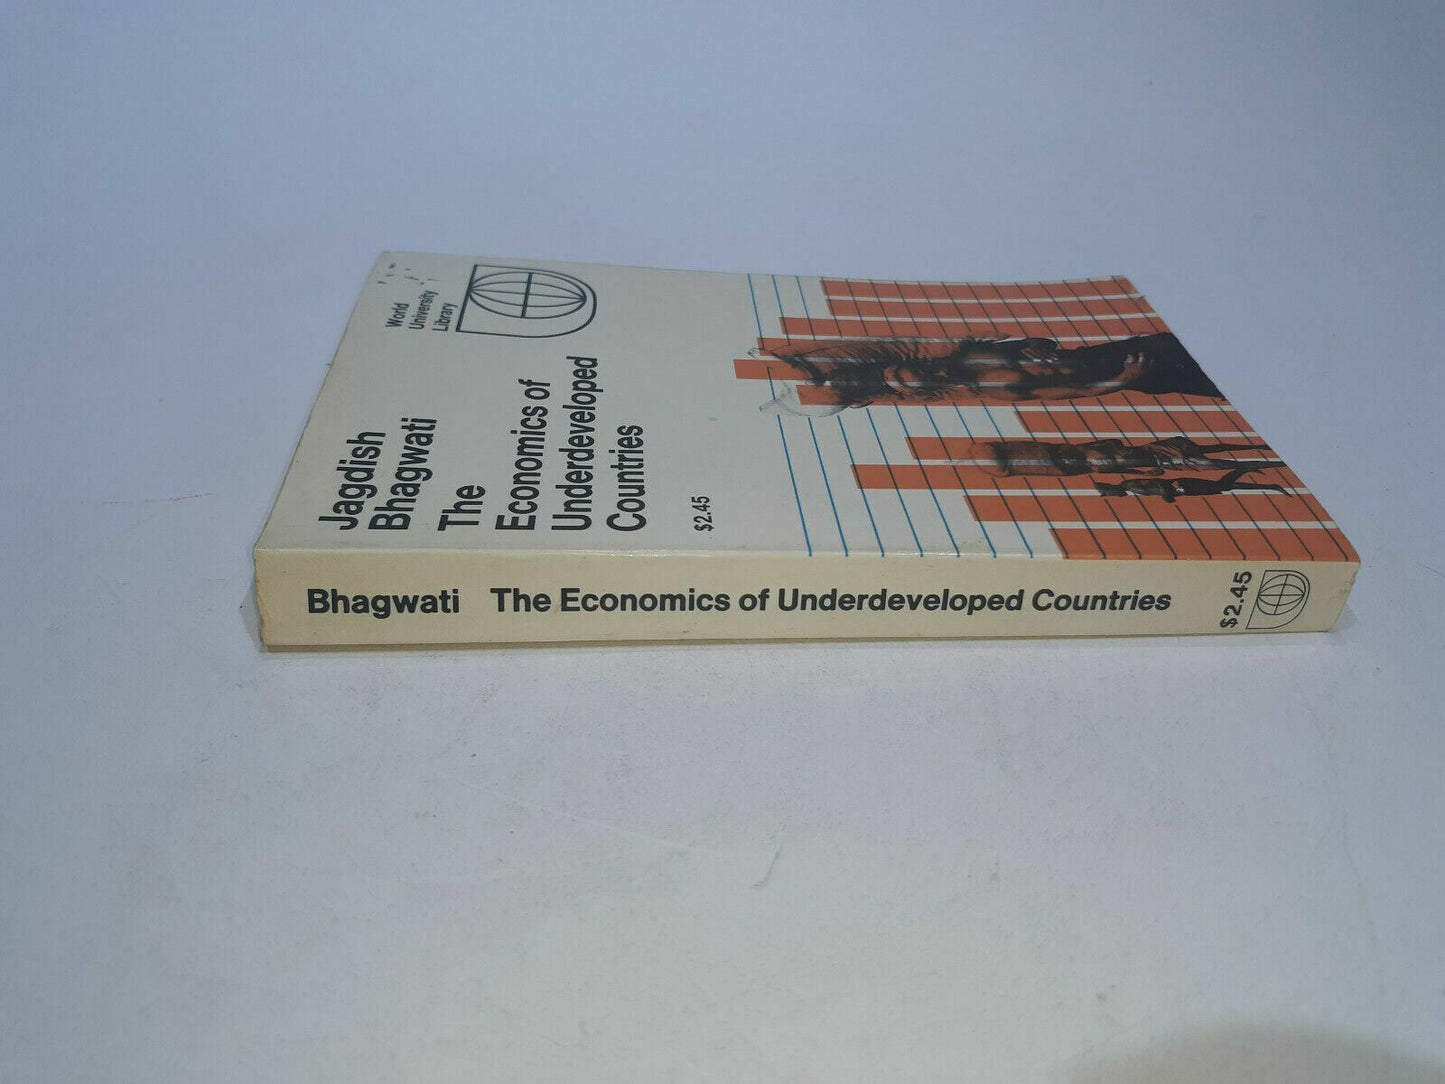 World
University
Library
Jagdish
Bhagwati
The
Economics of
Underdeveloped
Countries
$2.45
Bhagwati The Economics of Underdeveloped Countries $2.45